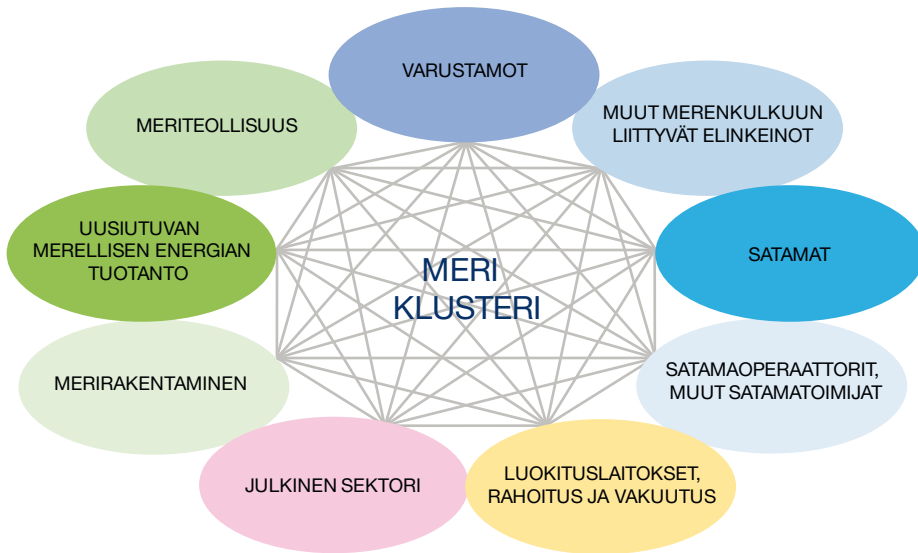 VARUSTAMOT
MERITEOLLISUUS
MUUT MERENKULKUUN
LIITTYVÄT ELINKEINOT
UUSIUTUVAN
MERELLISEN ENERGIAN
TUOTANTO
SATAMAT
MERI
KLUSTERI
MERIRAKENTAMINEN
SATAMAOPERAATTORIT,
MUUT SATAMATOIMIJAT
JULKINEN SEKTORI
LUOKITUSLAITOKSET,
RAHOITUS JA VAKUUTUS